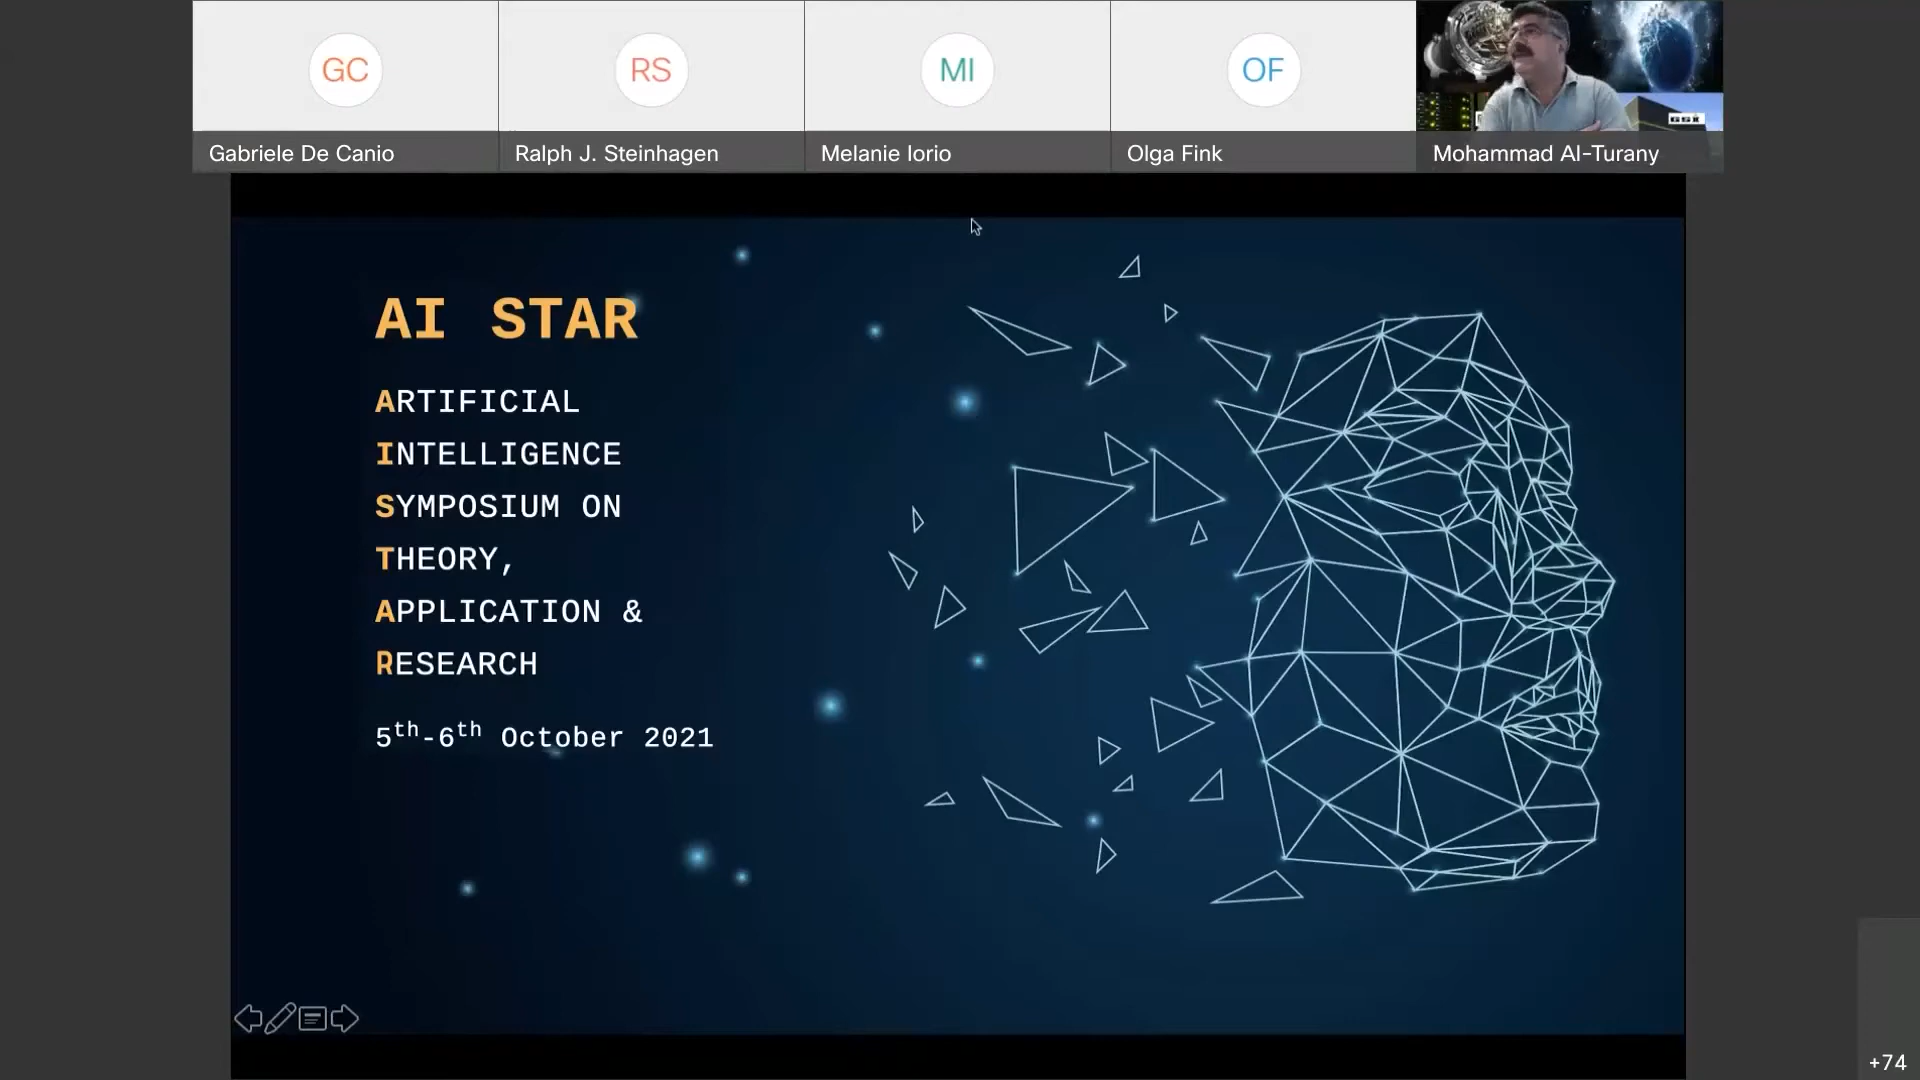 GC
RS
MI
OF
GSI
Gabriele De Canio
Ralph J. Steinhagen
Melanie Iorio
Olga Fink
Mohammad Al-Turany
AI STAR
ARTIFICIAL
INTELLIGENCE
SYMPOSIUM ON
THEORY,
APPLICATION &
RESEARCH
5th-6th October 2021
+74